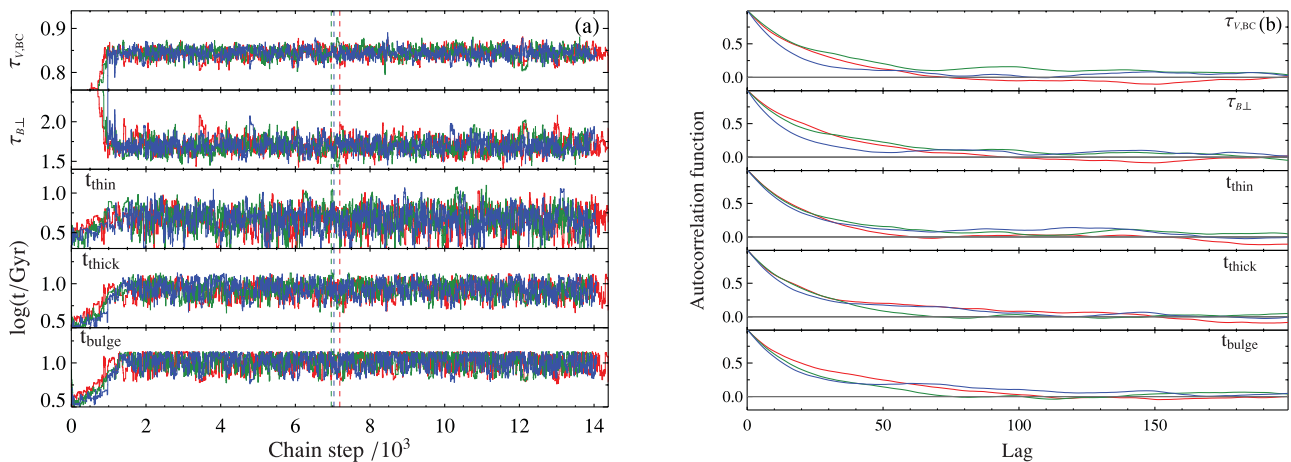 (a)
τV,BC
0.9
0.8
τB⊥
2.0
1.5
tthin
1.0
0.5
tthick
1.0
0.5
tbulge
1.0
0.5
log(t/Gyr)
0 2 4 6 8 10 12 14
Chain step /10³
τV,BC (b)
0.5
0.0
τB⊥
0.5
0.0
tthin
0.5
0.0
tthick
0.5
0.0
tbulge
0.5
0.0
Autocorrelation function
0 50 100 150
Lag